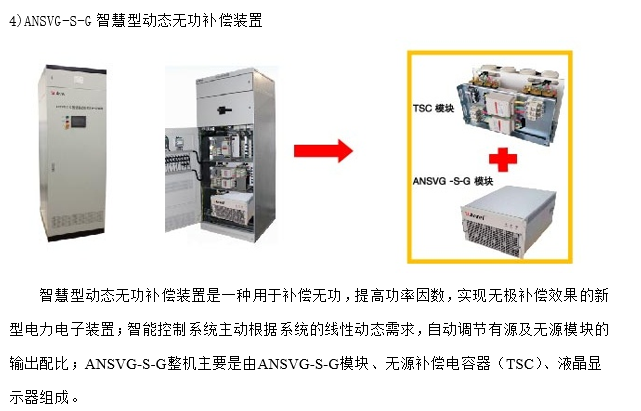 4)ANSVG-S-G 智慧型动态无功补偿装置
TSC 模块
ANSVG -S-G 模块
Acrel
智慧型动态无功补偿装置是一种用于补偿无功，提高功率因数，实现无极补偿效果的新
型电力电子装置；智能控制系统主动根据系统的线性动态需求，自动调节有源及无源模块的
输出配比；ANSVG-S-G整机主要是由ANSVG-S-G模块、无源补偿电容器（TSC）、液晶显
示器组成。